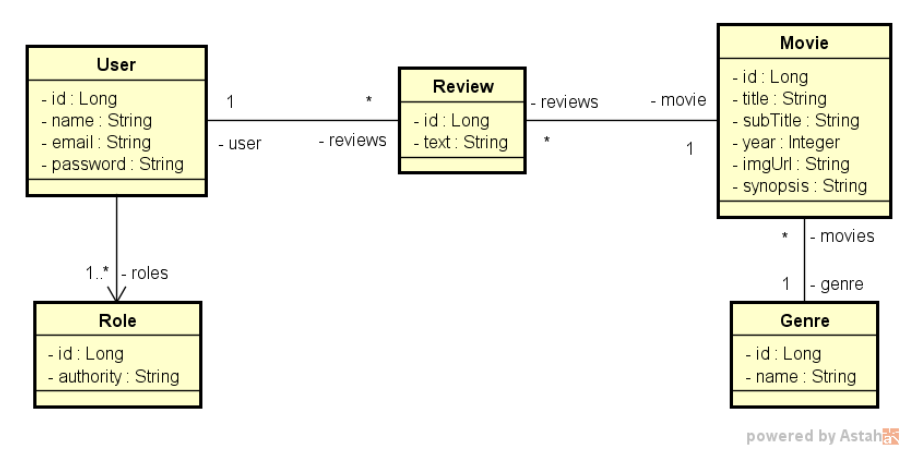 User
- id : Long
- name : String
- email : String
- password : String
1
- user
*
- reviews
Review
- id : Long
- text : String
- reviews
*
- movie
1
Movie
- id : Long
- title : String
- subTitle : String
- year : Integer
- imgUrl : String
- synopsis : String
* - movies
1 - genre
1..* - roles
Role
- id : Long
- authority : String
Genre
- id : Long
- name : String
powered by Astah